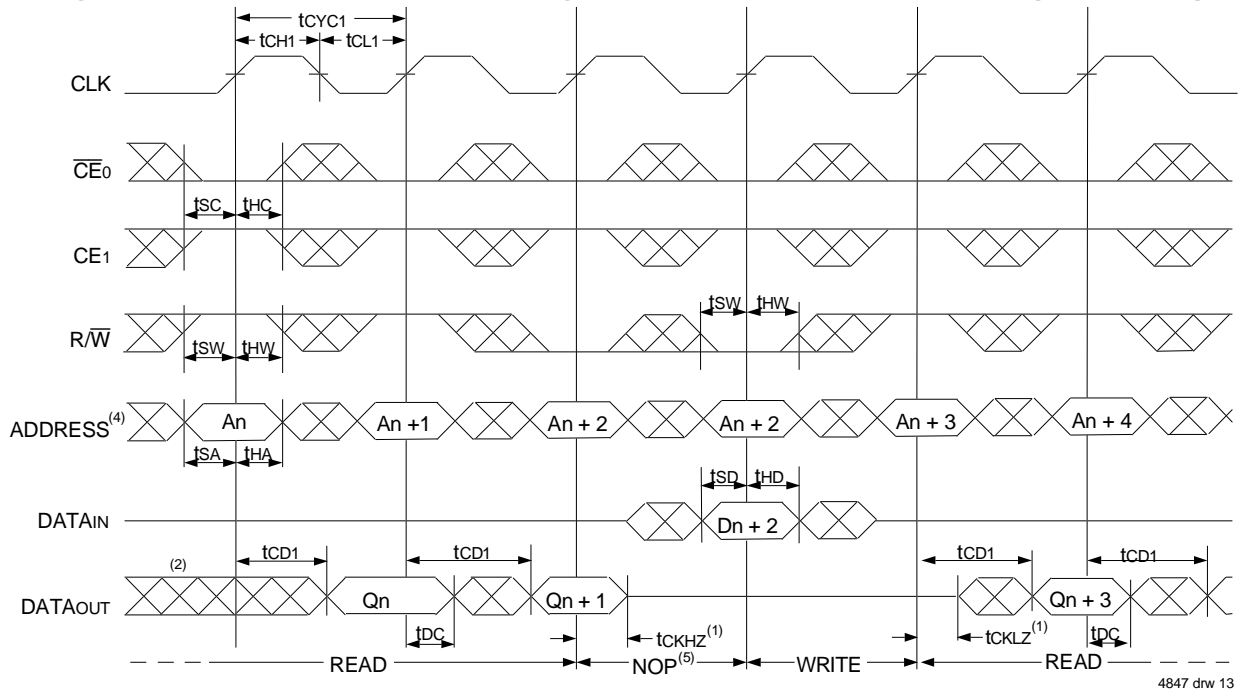 tCYC1
tCH1 tCL1
CLK
CE0
tSC tHC
CE1
tSW tHW
R/W
tSW tHW
ADDRESS(4) An An +1 An + 2 An + 2 An + 3 An + 4
tSA tHA
tSD tHD
DATAIN Dn + 2
(2) tCD1 tCD1 tCD1 tCD1
DATAOUT Qn Qn + 1 Qn + 3
tDC tCKHZ(1) tCKLZ(1) tDC
READ NOP(5) WRITE READ
4847 drw 13